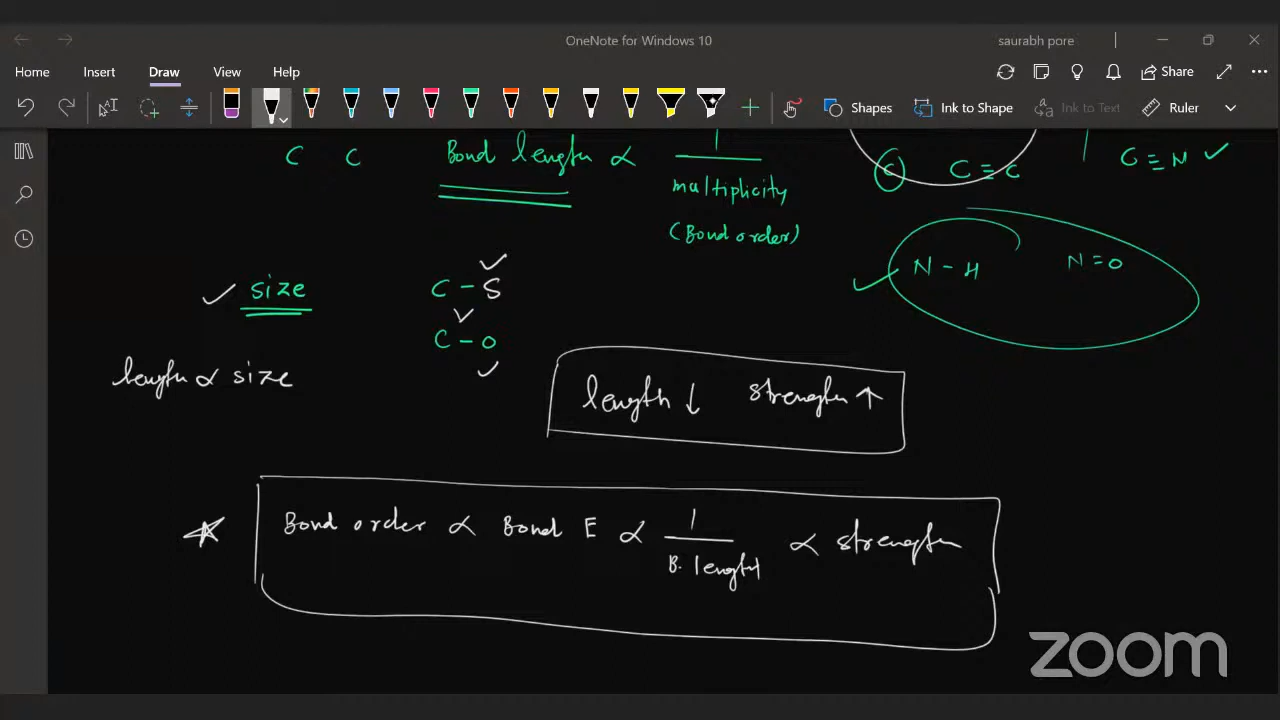 OneNote for Windows 10
saurabh pore
Home Insert Draw View Help
Share
Shapes
Ink to Shape
Ink to Text
Ruler
C C Bond length ∝ 1
multiplicity
(Bond order)
C C ≡ C
C ≡ N ✓
N - H N = O
✓ size
C - S
C - O
length ∝ size
length ↓ strength ↑
Bond order ∝ Bond E ∝ 1 / B. length ∝ strength
zoom